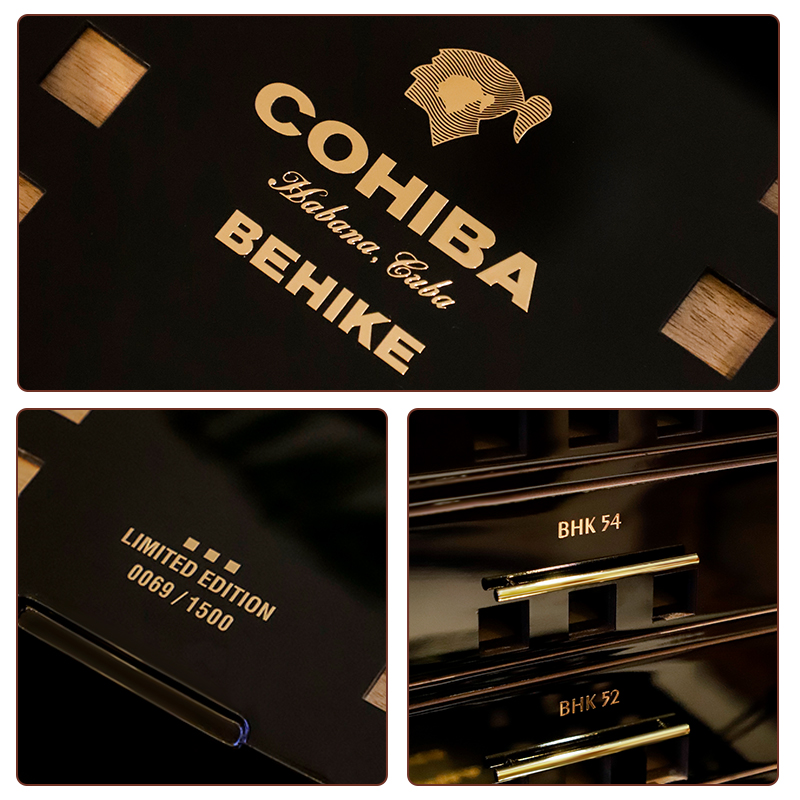 COHIBA
Habana, Cuba
BEHIKE
LIMITED EDITION
0069 / 1500
BHK 54
BHK 52